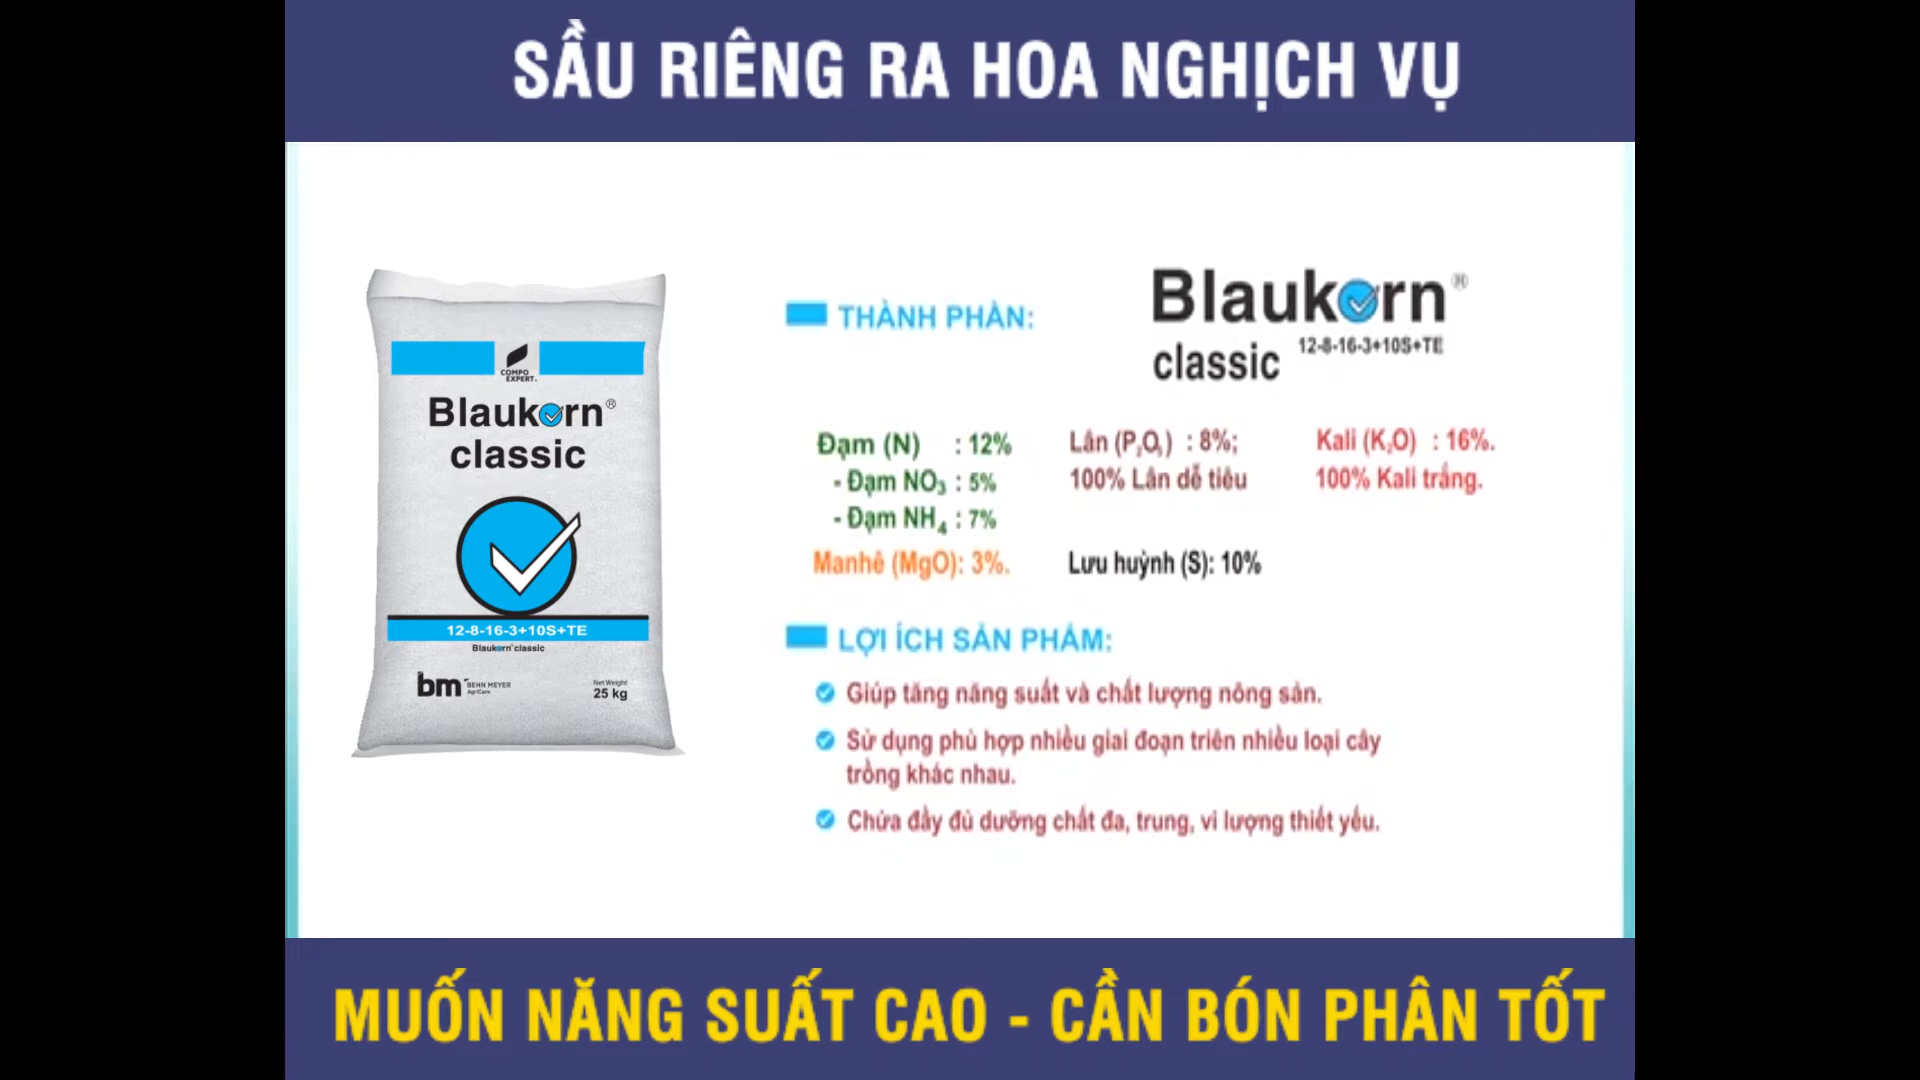 SẦU RIÊNG RA HOA NGHỊCH VỤ
COMPO
EXPERT.
Blaukorn®
classic
12-8-16-3+10S+TE
Blaukorn®classic
bm BEHN MEYER
AgriCare
Net Weight
25 kg
THÀNH PHẦN:
Blaukorn®
classic 12-8-16-3+10S+TE
Đạm (N) : 12%
- Đạm NO₃ : 5%
- Đạm NH₄ : 7%
Lân (P₂O₅) : 8%;
100% Lân dễ tiêu
Kali (K₂O) : 16%.
100% Kali trắng.
Manhê (MgO): 3%.
Lưu huỳnh (S): 10%
LỢI ÍCH SẢN PHẨM:
Giúp tăng năng suất và chất lượng nông sản.
Sử dụng phù hợp nhiều giai đoạn triên nhiều loại cây
trồng khác nhau.
Chứa đầy đủ dưỡng chất đa, trung, vi lượng thiết yếu.
MUỐN NĂNG SUẤT CAO - CẦN BÓN PHÂN TỐT